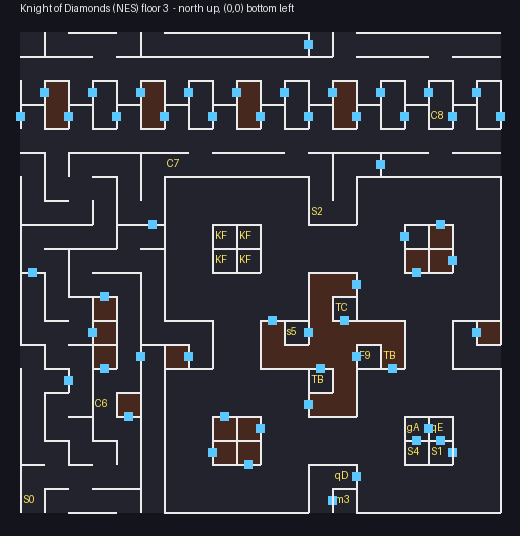 Knight of Diamonds (NES) floor 3 - north up, (0,0) bottom left
C8
C7
S2
KF KF
KF KF
TC
s5
F9 TB
TB
C6
gA qE
S4 S1
qD
S0
m3